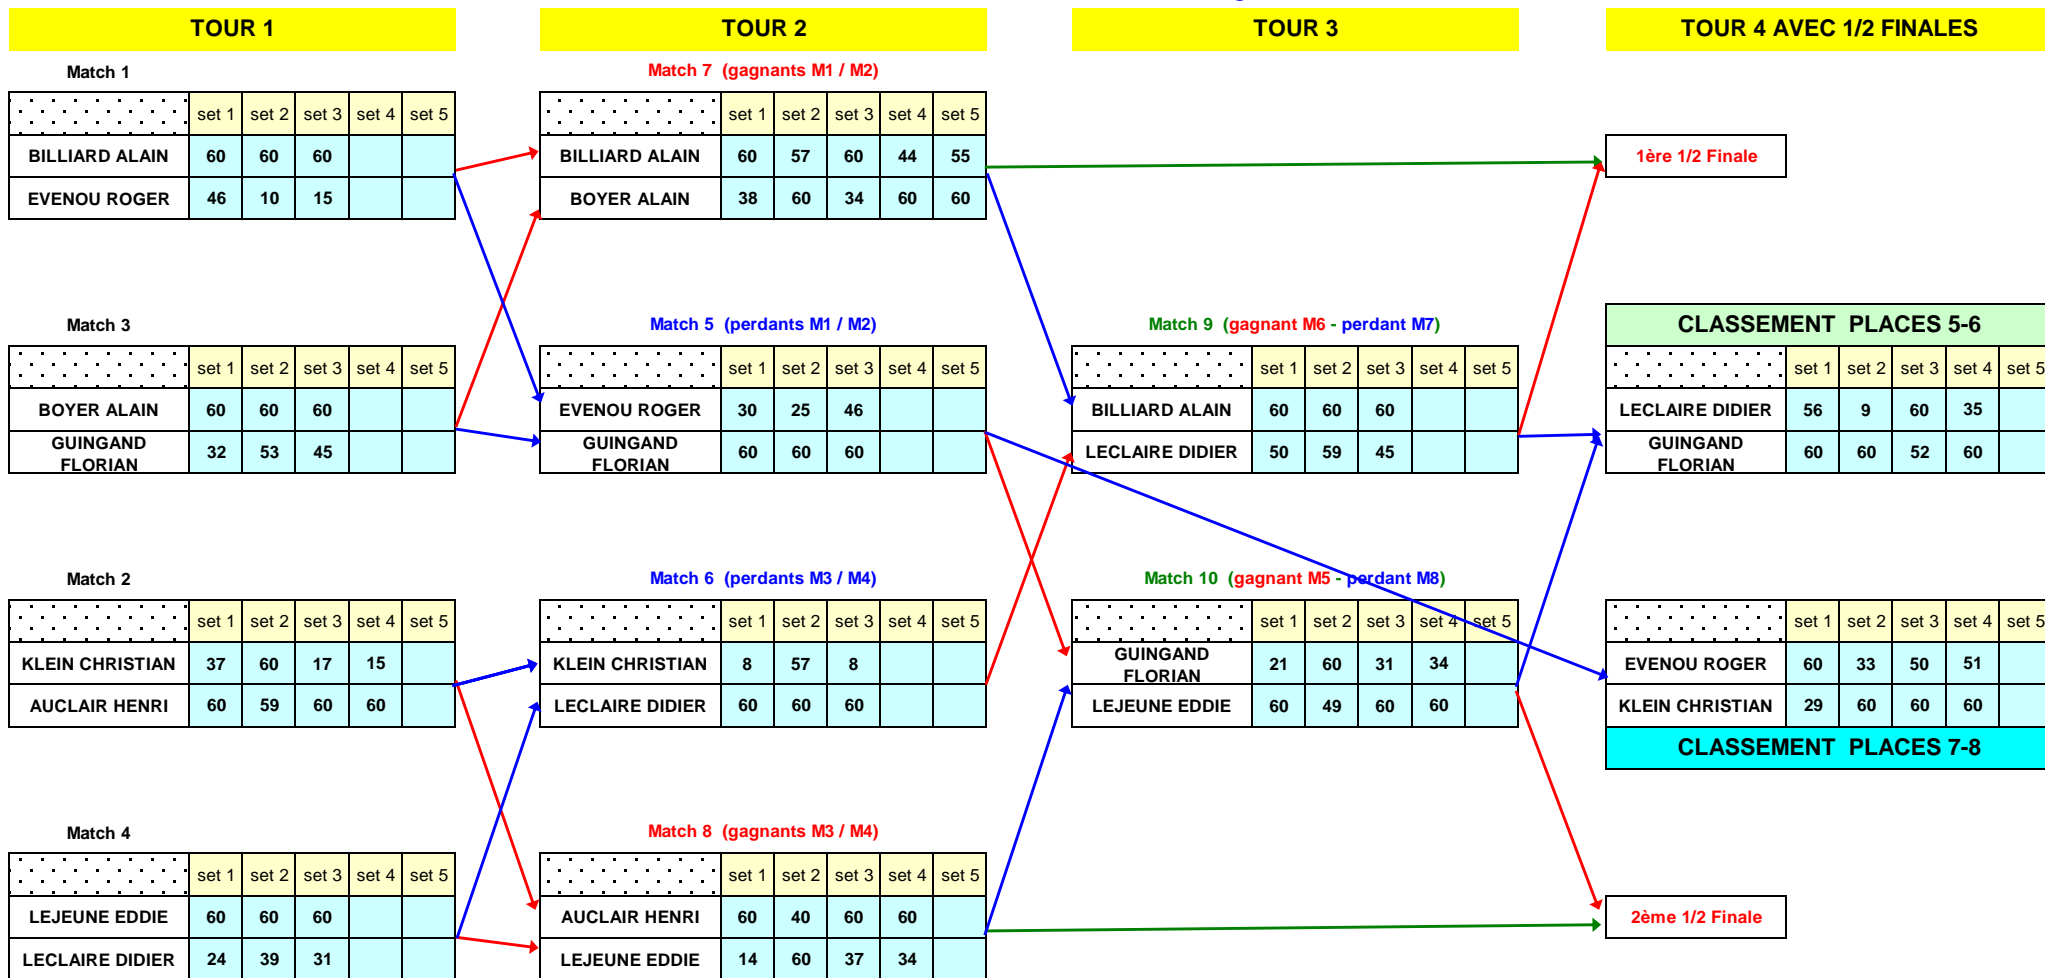 TOUR 1
TOUR 2
TOUR 3
TOUR 4 AVEC 1/2 FINALES
Match 1
set 1 set 2 set 3 set 4 set 5
BILLIARD ALAIN 60 60 60
EVENOU ROGER 46 10 15
Match 7 (gagnants M1 / M2)
set 1 set 2 set 3 set 4 set 5
BILLIARD ALAIN 60 57 60 44 55
BOYER ALAIN 38 60 34 60 60
1ère 1/2 Finale
Match 3
set 1 set 2 set 3 set 4 set 5
BOYER ALAIN 60 60 60
GUINGAND
FLORIAN 32 53 45
Match 5 (perdants M1 / M2)
set 1 set 2 set 3 set 4 set 5
EVENOU ROGER 30 25 46
GUINGAND
FLORIAN 60 60 60
Match 9 (gagnant M6 - perdant M7)
set 1 set 2 set 3 set 4 set 5
BILLIARD ALAIN 60 60 60
LECLAIRE DIDIER 50 59 45
CLASSEMENT PLACES 5-6
set 1 set 2 set 3 set 4 set 5
LECLAIRE DIDIER 56 9 60 35
GUINGAND
FLORIAN 60 60 52 60
Match 2
set 1 set 2 set 3 set 4 set 5
KLEIN CHRISTIAN 37 60 17 15
AUCLAIR HENRI 60 59 60 60
Match 6 (perdants M3 / M4)
set 1 set 2 set 3 set 4 set 5
KLEIN CHRISTIAN 8 57 8
LECLAIRE DIDIER 60 60 60
Match 10 (gagnant M5 - perdant M8)
set 1 set 2 set 3 set 4 set 5
GUINGAND
FLORIAN 21 60 31 34
LEJEUNE EDDIE 60 49 60 60
set 1 set 2 set 3 set 4 set 5
EVENOU ROGER 60 33 50 51
KLEIN CHRISTIAN 29 60 60 60
CLASSEMENT PLACES 7-8
Match 4
set 1 set 2 set 3 set 4 set 5
LEJEUNE EDDIE 60 60 60
LECLAIRE DIDIER 24 39 31
Match 8 (gagnants M3 / M4)
set 1 set 2 set 3 set 4 set 5
AUCLAIR HENRI 60 40 60 60
LEJEUNE EDDIE 14 60 37 34
2ème 1/2 Finale